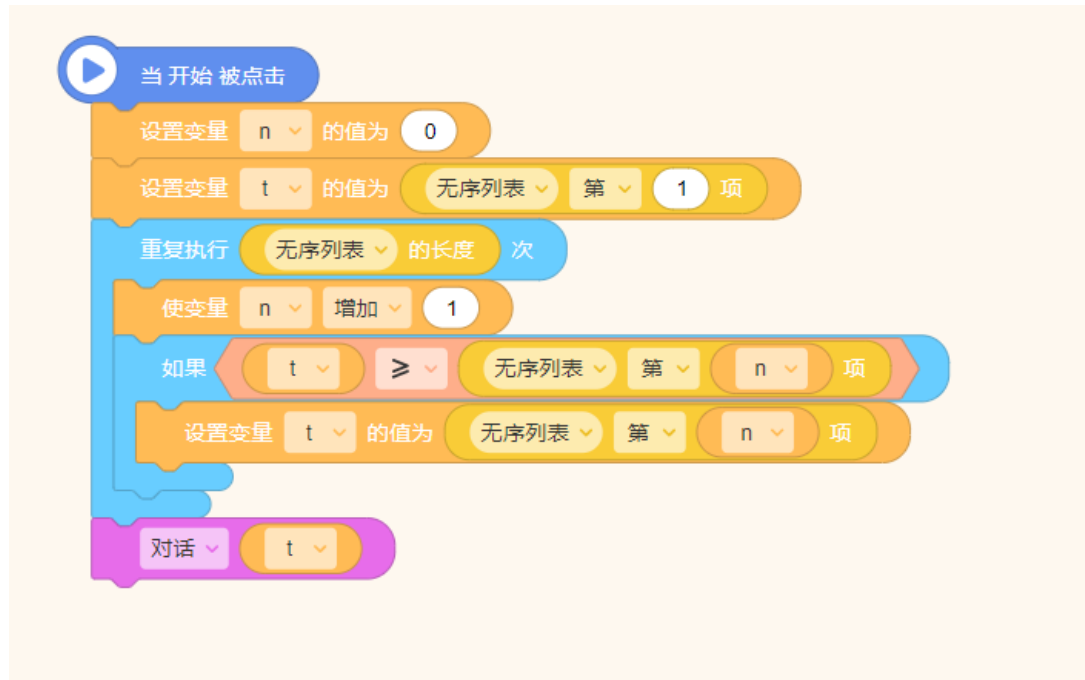 当 开始 被点击
设置变量 n 的值为 0
设置变量 t 的值为 无序列表 第 1 项
重复执行 无序列表 的长度 次
使变量 n 增加 1
如果 t ≥ 无序列表 第 n 项
设置变量 t 的值为 无序列表 第 n 项
对话 t